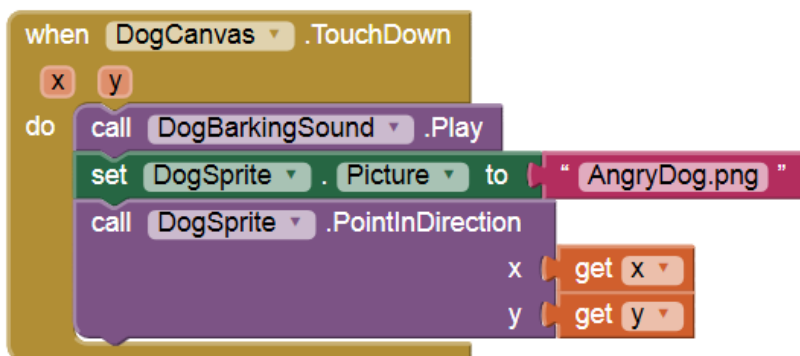 when DogCanvas .TouchDown
x y
do call DogBarkingSound .Play
set DogSprite . Picture to " AngryDog.png "
call DogSprite .PointInDirection
x get x
y get y